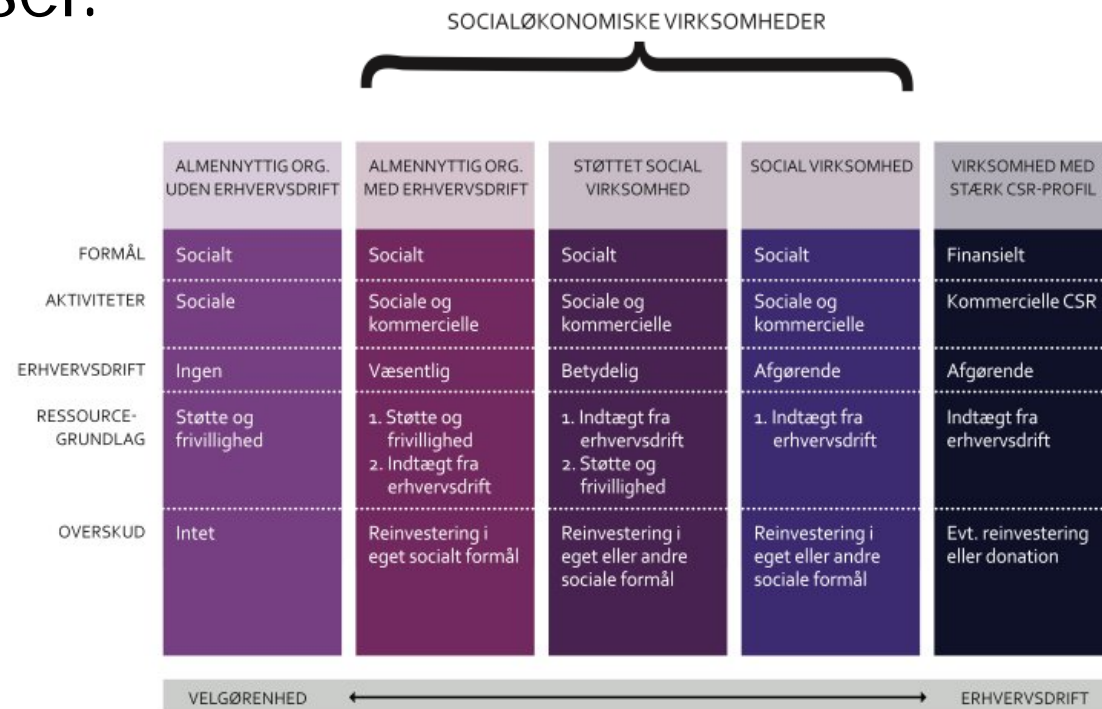 ser.
SOCIALØKONOMISKE VIRKSOMHEDER
ALMENNYTTIG ORG.
UDEN ERHVERVSDRIFT
ALMENNYTTIG ORG.
MED ERHVERVSDRIFT
STØTTET SOCIAL
VIRKSOMHED
SOCIAL VIRKSOMHED
VIRKSOMHED MED
STÆRK CSR-PROFIL
FORMÅL
Socialt
Socialt
Socialt
Socialt
Finansielt
AKTIVITETER
Sociale
Sociale og
kommercielle
Sociale og
kommercielle
Sociale og
kommercielle
Kommercielle CSR
ERHVERVSDRIFT
Ingen
Væsentlig
Betydelig
Afgørende
Afgørende
RESSOURCE-
GRUNDLAG
Støtte og
frivillighed
1. Støtte og
frivillighed
2. Indtægt fra
erhvervsdrift
1. Indtægt fra
erhvervsdrift
2. Støtte og
frivillighed
1. Indtægt fra
erhvervsdrift
Indtægt fra
erhvervsdrift
OVERSKUD
Intet
Reinvestering i
eget socialt formål
Reinvestering i
eget eller andre
sociale formål
Reinvestering i
eget eller andre
sociale formål
Evt. reinvestering
eller donation
VELGØRENHED
ERHVERVSDRIFT